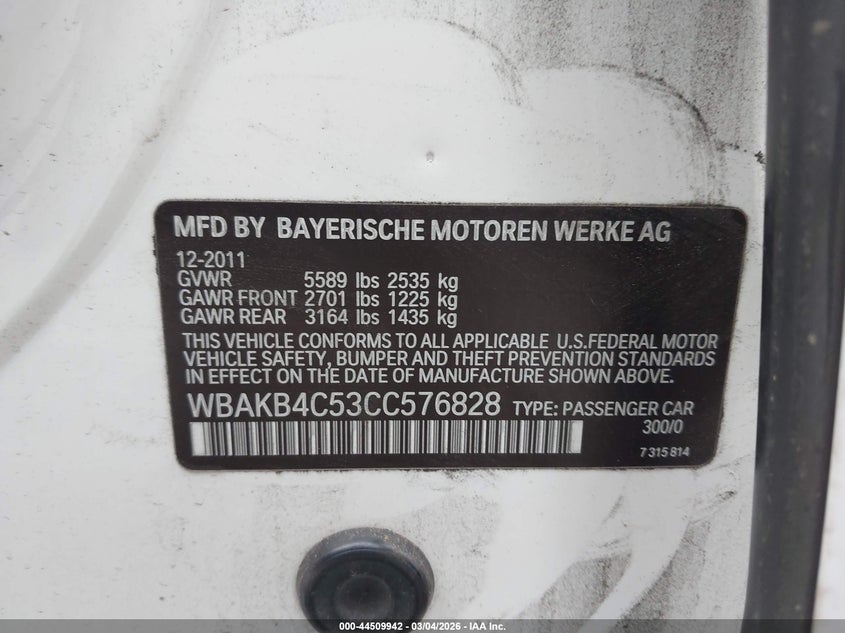 MFD BY BAYERISCHE MOTOREN WERKE AG
12-2011
GVWR 5589 lbs 2535 kg
GAWR FRONT 2701 lbs 1225 kg
GAWR REAR 3164 lbs 1435 kg
THIS VEHICLE CONFORMS TO ALL APPLICABLE U.S.FEDERAL MOTOR
VEHICLE SAFETY, BUMPER AND THEFT PREVENTION STANDARDS
IN EFFECT ON THE DATE OF MANUFACTURE SHOWN ABOVE.
WBAKB4C53CC576828 TYPE: PASSENGER CAR
300/0
7 315 814
000-44509942 - 03/04/2026 - IAA Inc.